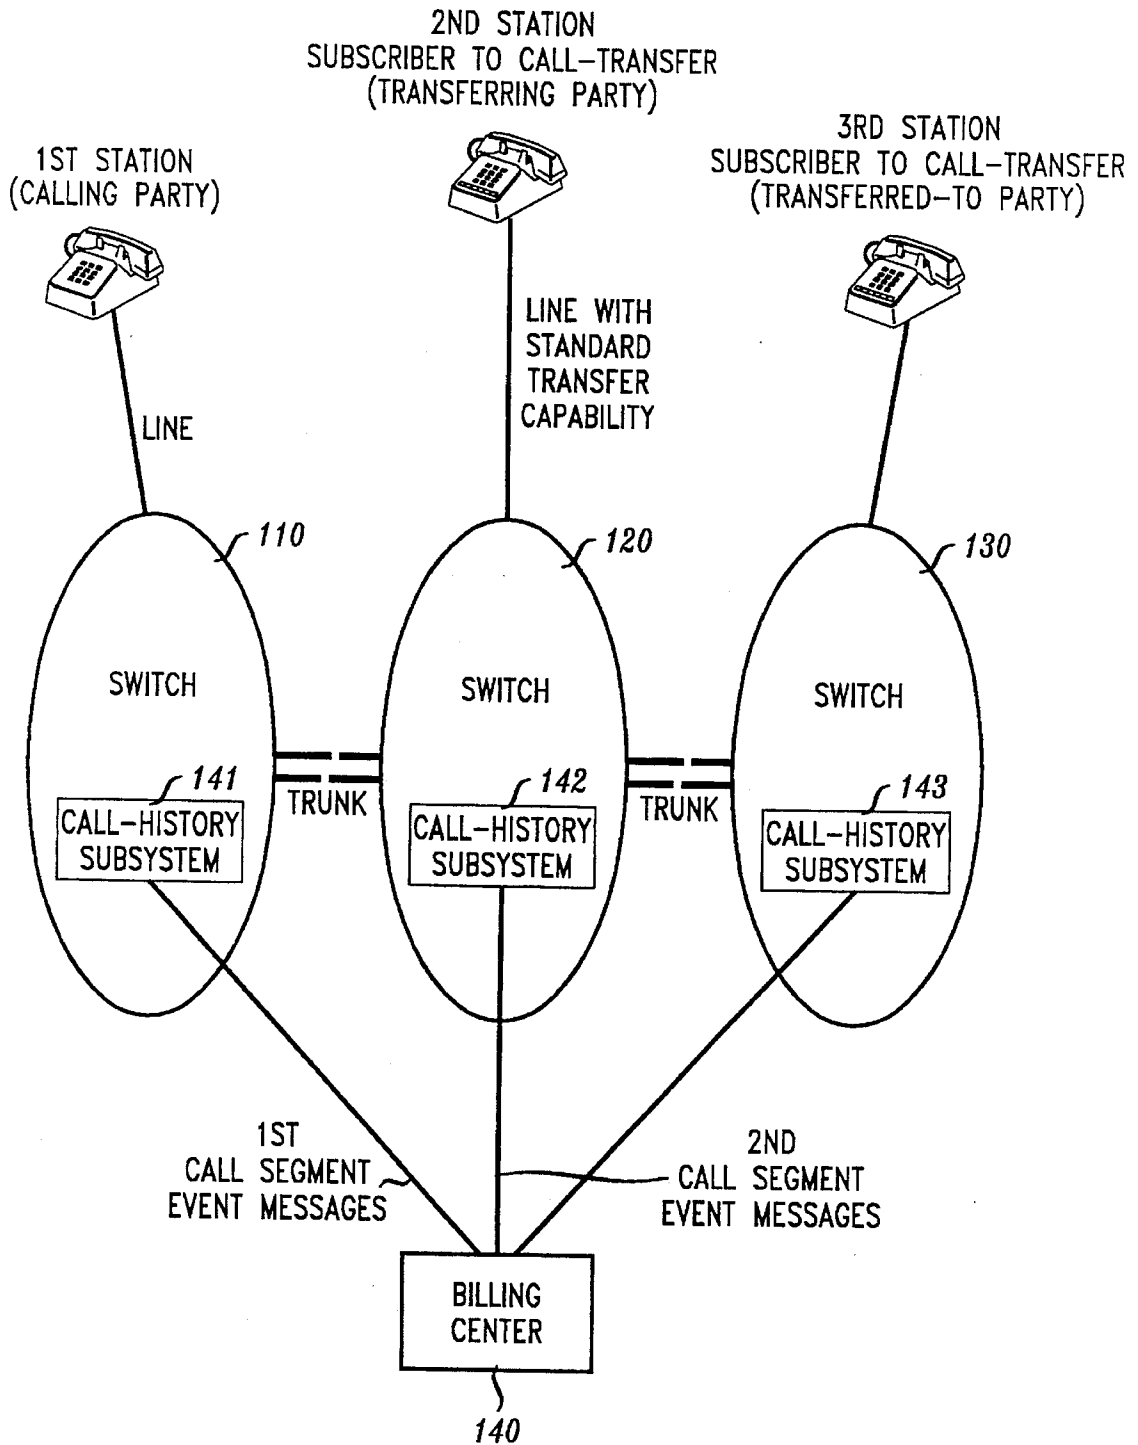 2ND STATION
SUBSCRIBER TO CALL-TRANSFER
(TRANSFERRING PARTY)
1ST STATION
(CALLING PARTY)
3RD STATION
SUBSCRIBER TO CALL-TRANSFER
(TRANSFERRED-TO PARTY)
LINE
LINE WITH
STANDARD
TRANSFER
CAPABILITY
110
120
130
SWITCH
SWITCH
SWITCH
TRUNK
TRUNK
141
CALL-HISTORY
SUBSYSTEM
142
CALL-HISTORY
SUBSYSTEM
143
CALL-HISTORY
SUBSYSTEM
1ST
CALL SEGMENT
EVENT MESSAGES
2ND
CALL SEGMENT
EVENT MESSAGES
BILLING
CENTER
140